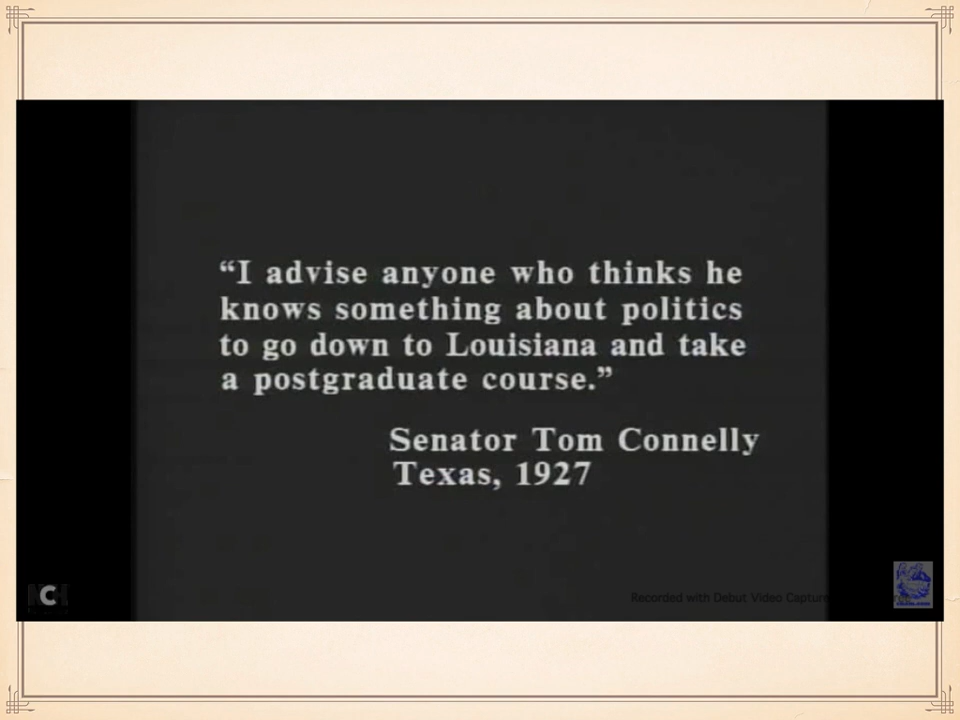 “I advise anyone who thinks he
knows something about politics
to go down to Louisiana and take
a postgraduate course.”
Senator Tom Connelly
Texas, 1927
NCH
Recorded with Debut Video Capture